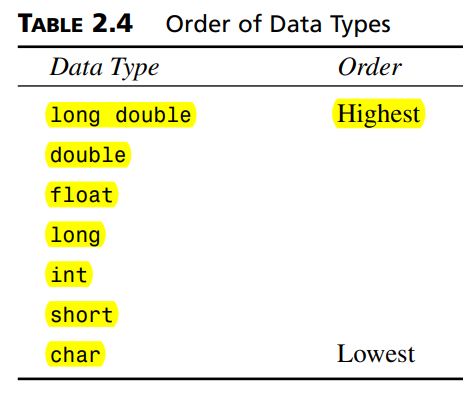 TABLE 2.4 Order of Data Types
Data Type Order
long double Highest
double
float
long
int
short
char Lowest